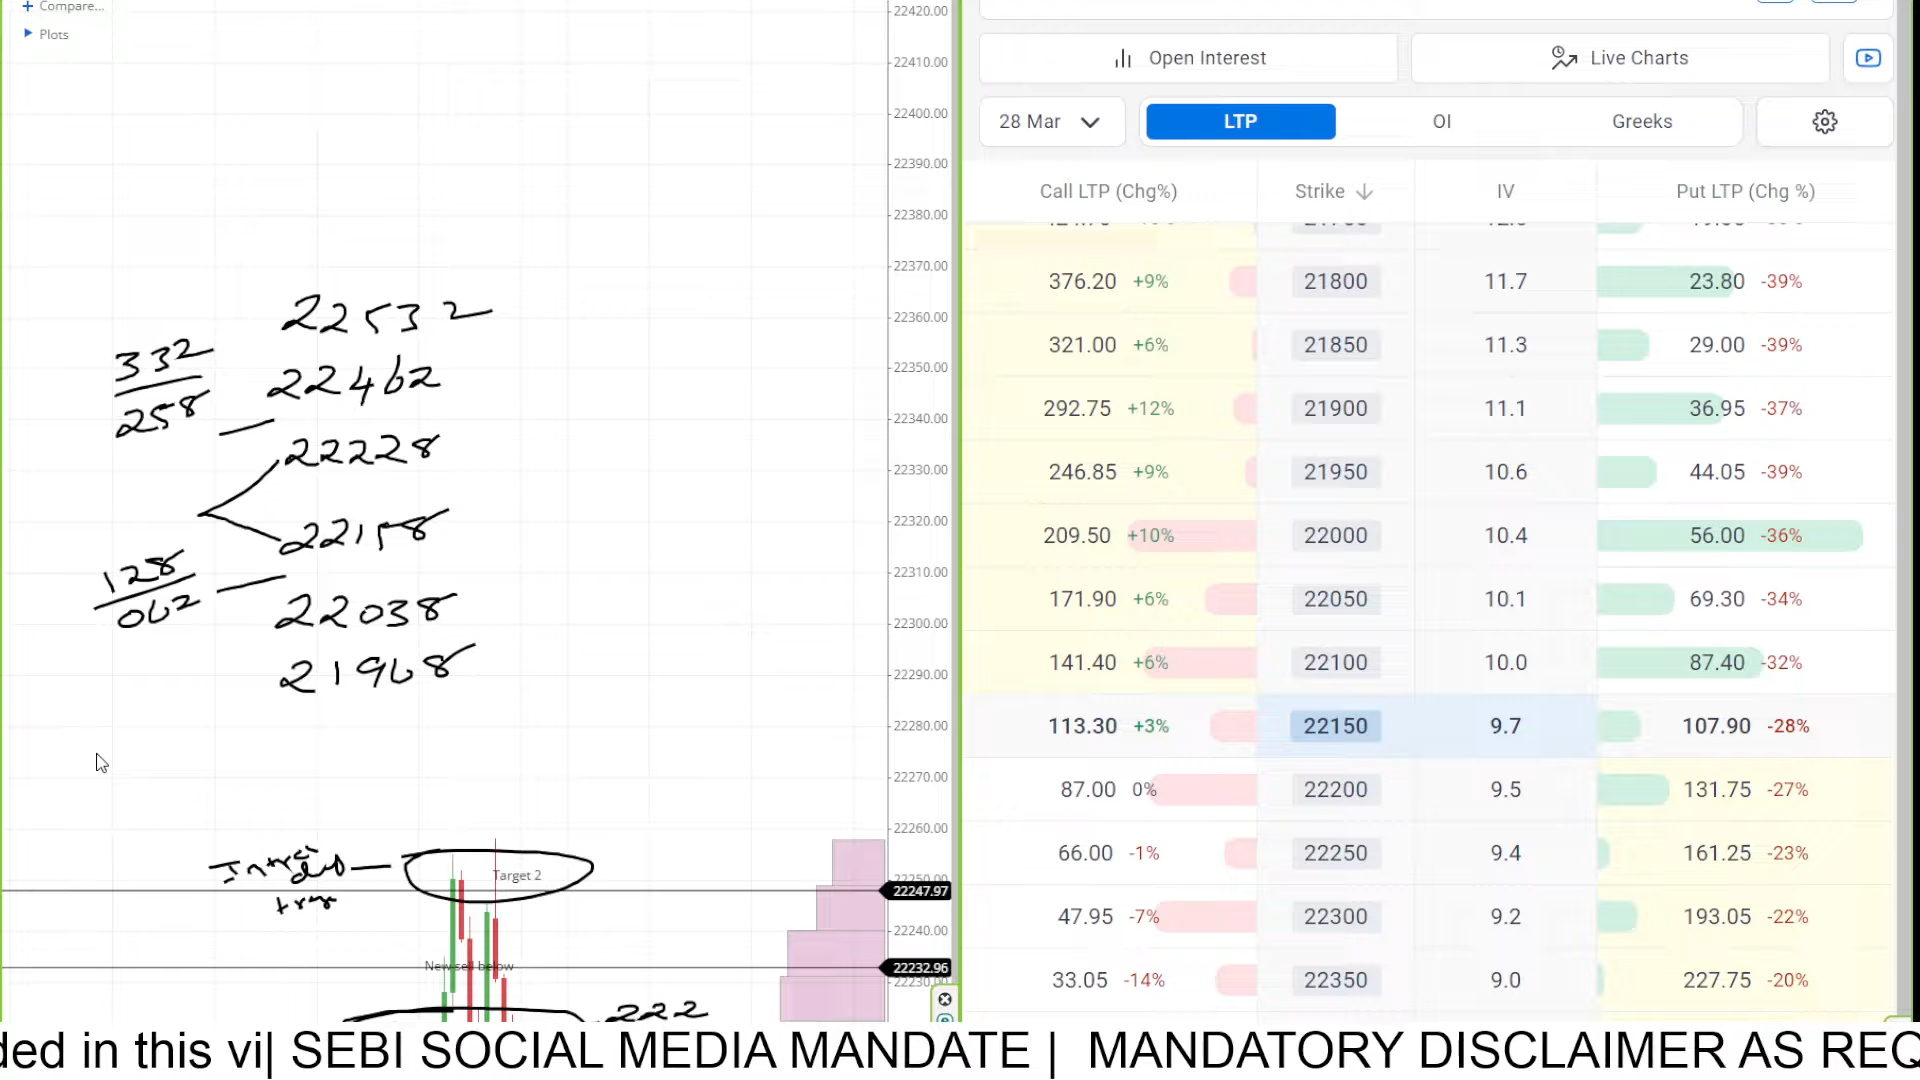 Compare...
Plots
22420.00
22410.00
22400.00
22390.00
22380.00
22370.00
22360.00
22350.00
22340.00
22330.00
22320.00
22310.00
22300.00
22290.00
22280.00
22270.00
22260.00
22250.00
22247.97
22240.00
22232.96
22230.00
22532
22462
332
258
22228
22158
128
062
22038
21968
Intra
Target 2
New sell below
222
Open Interest Live Charts
28 Mar LTP OI Greeks
Call LTP (Chg%) Strike IV Put LTP (Chg %)
376.20 +9% 21800 11.7 23.80 -39%
321.00 +6% 21850 11.3 29.00 -39%
292.75 +12% 21900 11.1 36.95 -37%
246.85 +9% 21950 10.6 44.05 -39%
209.50 +10% 22000 10.4 56.00 -36%
171.90 +6% 22050 10.1 69.30 -34%
141.40 +6% 22100 10.0 87.40 -32%
113.30 +3% 22150 9.7 107.90 -28%
87.00 0% 22200 9.5 131.75 -27%
66.00 -1% 22250 9.4 161.25 -23%
47.95 -7% 22300 9.2 193.05 -22%
33.05 -14% 22350 9.0 227.75 -20%
ded in this vi| SEBI SOCIAL MEDIA MANDATE | MANDATORY DISCLAIMER AS REQ